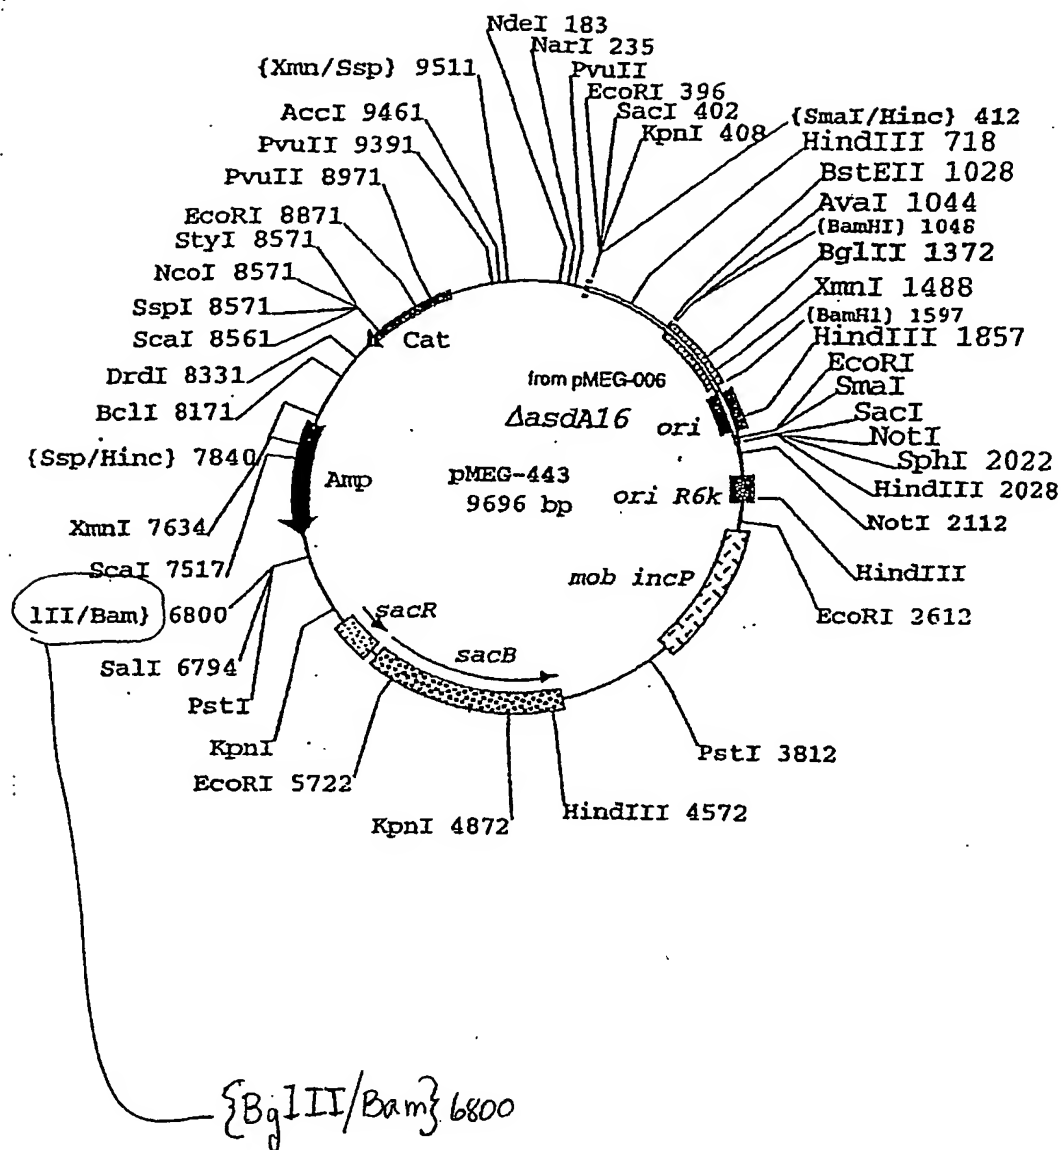 NdeI 183
NarI 235
{Xmn/Ssp} 9511
PvuII
EcoRI 396
AccI 9461
SacI 402
{SmaI/Hinc} 412
KpnI 408
PvuII 9391
HindIII 718
PvuII 8971
BstEII 1028
EcoRI 8871
AvaI 1044
StyI 8571
{BamHI} 1048
BglII 1372
NcoI 8571
XmnI 1488
SspI 8571
{BamH1} 1597
ScaI 8561
Cat
HindIII 1857
EcoRI
DrdI 8331
from pMEG-006
SmaI
BclI 8171
ΔasdA16
ori
SacI
NotI
{Ssp/Hinc} 7840
SphI 2022
Amp
pMEG-443
9696 bp
ori R6k
HindIII 2028
XmnI 7634
NotI 2112
ScaI 7517
mob incP
HindIII
lII/Bam} 6800
sacR
EcoRI 2612
SalI 6794
sacB
PstI
KpnI
PstI 3812
EcoRI 5722
KpnI 4872
HindIII 4572
{BglII/Bam} 6800